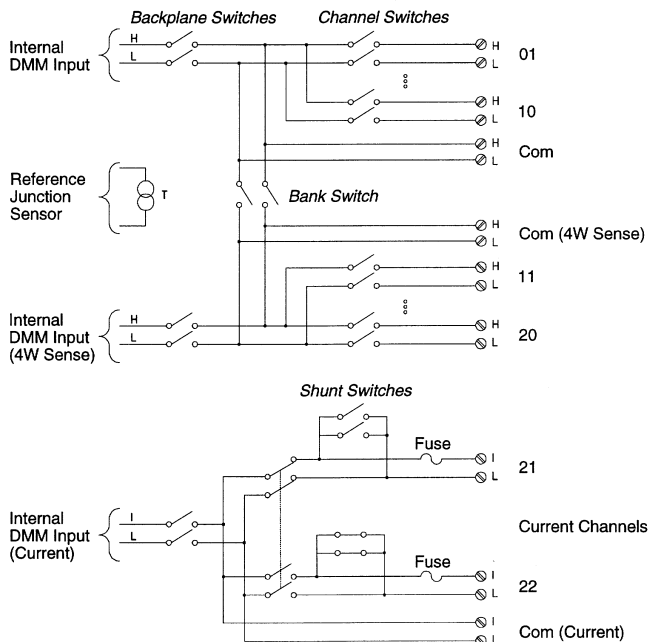 Backplane Switches Channel Switches
Internal
DMM Input
H
L
H
L
01
H
L
10
H
L
Com
Reference
Junction
Sensor
T
Bank Switch
H
L
Com (4W Sense)
H
L
11
Internal
DMM Input
(4W Sense)
H
L
H
L
20
Shunt Switches
Fuse
I
L
21
Internal
DMM Input
(Current)
I
L
Current Channels
Fuse
I
L
22
I
L
Com (Current)